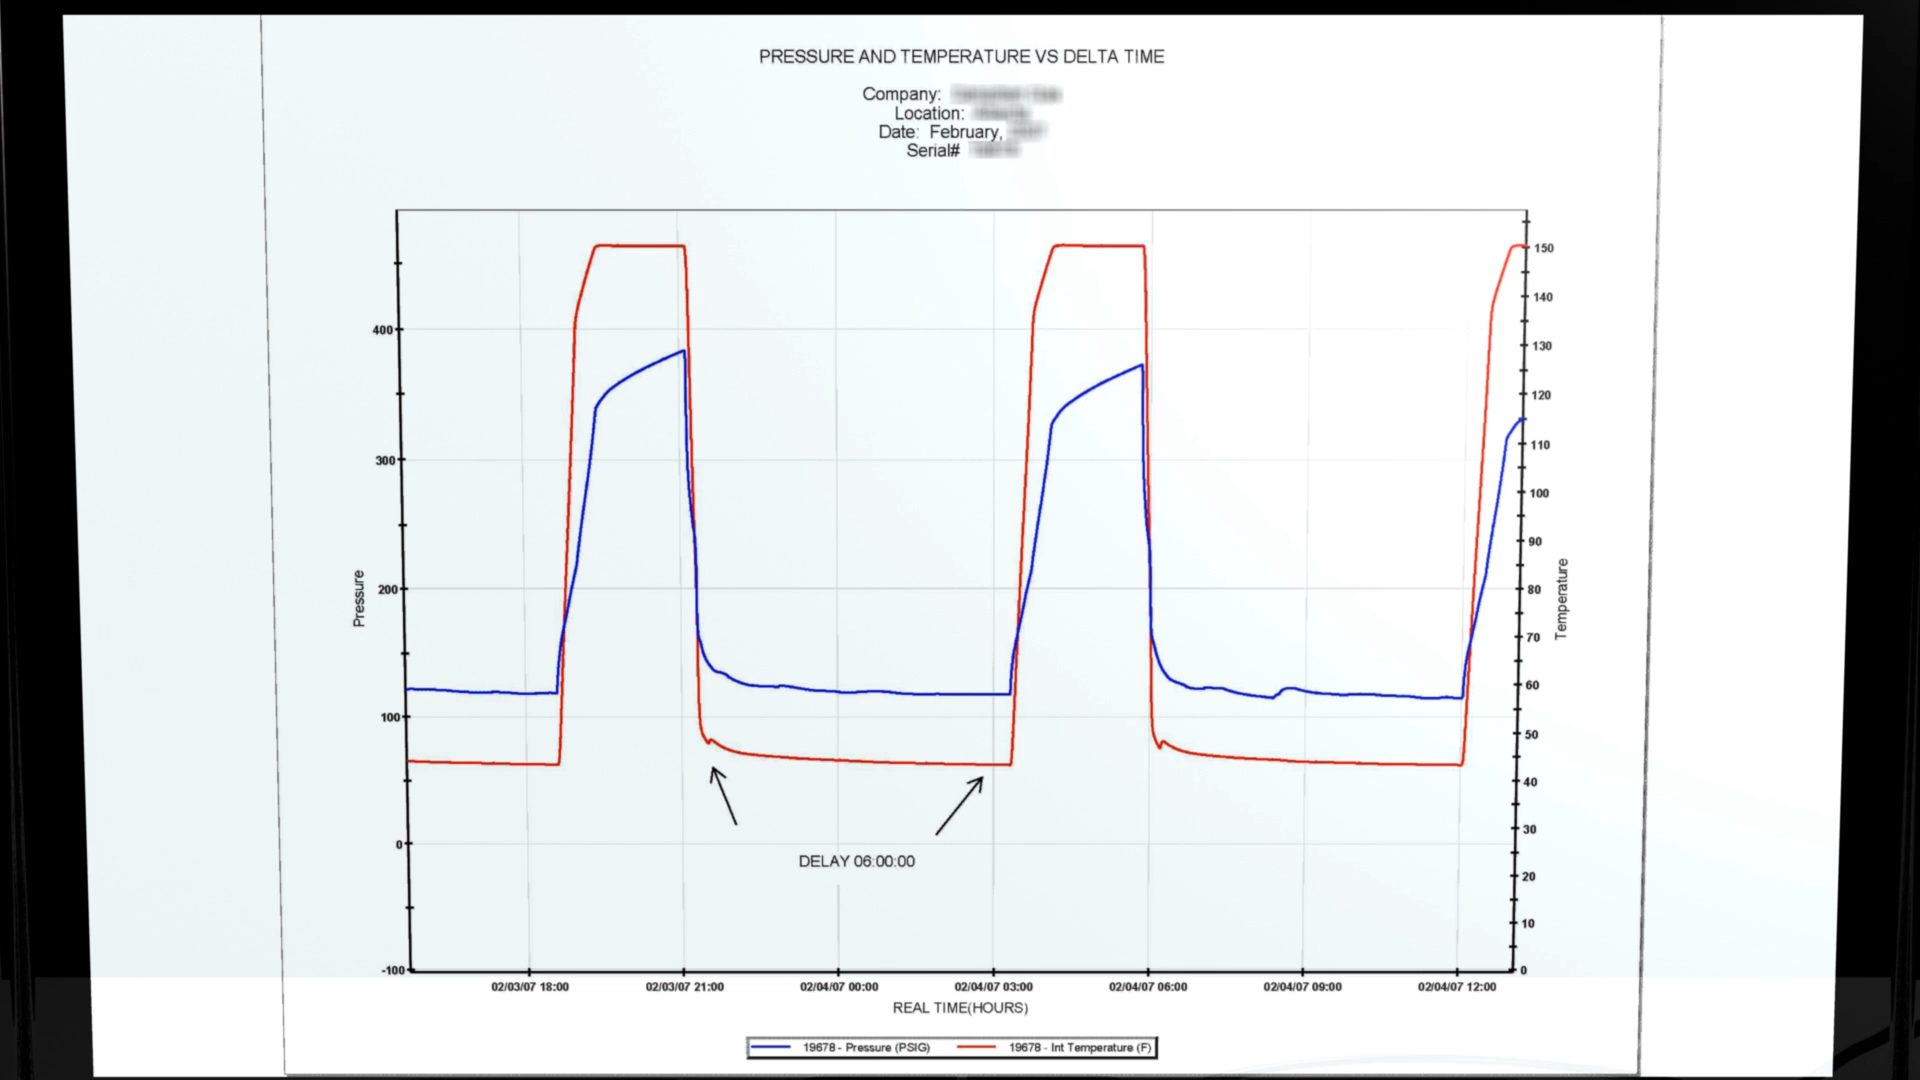 PRESSURE AND TEMPERATURE VS DELTA TIME
Company:
Location:
Date: February,
Serial#
400
300
200
100
0
-100
Pressure
150
140
130
120
110
100
90
80
70
60
50
40
30
20
10
0
Temperature
DELAY 06:00:00
02/03/07 18:00 02/03/07 21:00 02/04/07 00:00 02/04/07 03:00 02/04/07 06:00 02/04/07 09:00 02/04/07 12:00
REAL TIME(HOURS)
19678 - Pressure (PSIG) 19678 - Int Temperature (F)